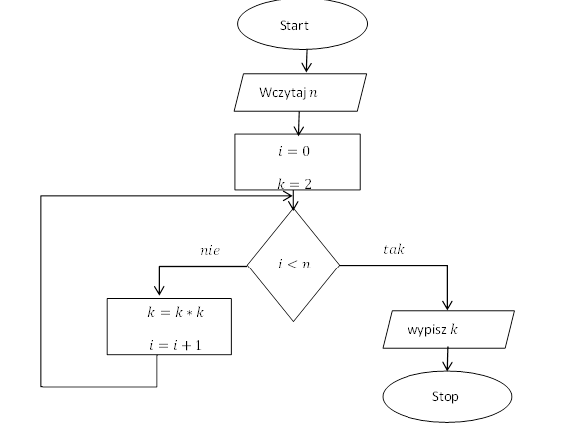 Start
Wczytaj n
i = 0
k = 2
nie
tak
i < n
k = k * k
i = i + 1
wypisz k
Stop